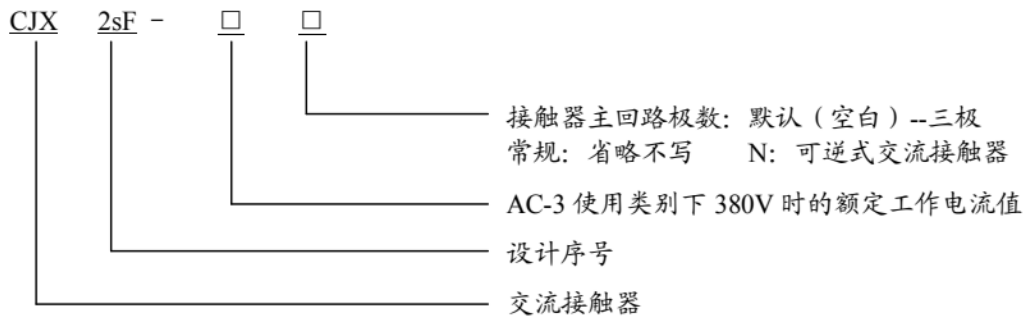 CJX 2sF - □ □
接触器主回路极数：默认（空白）--三极
常规：省略不写 N：可逆式交流接触器
AC-3 使用类别下 380V 时的额定工作电流值
设计序号
交流接触器